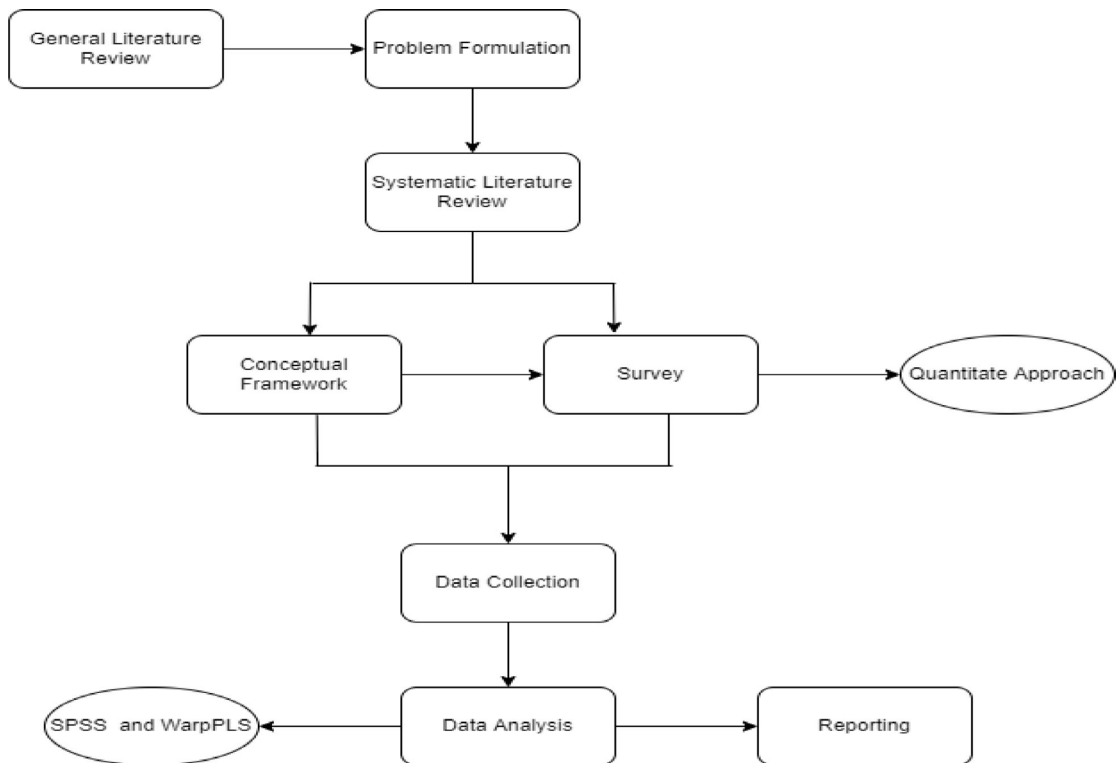 General Literature
Review
Problem Formulation
Systematic Literature
Review
Conceptual
Framework
Survey
Quantitate Approach
Data Collection
SPSS and WarpPLS
Data Analysis
Reporting